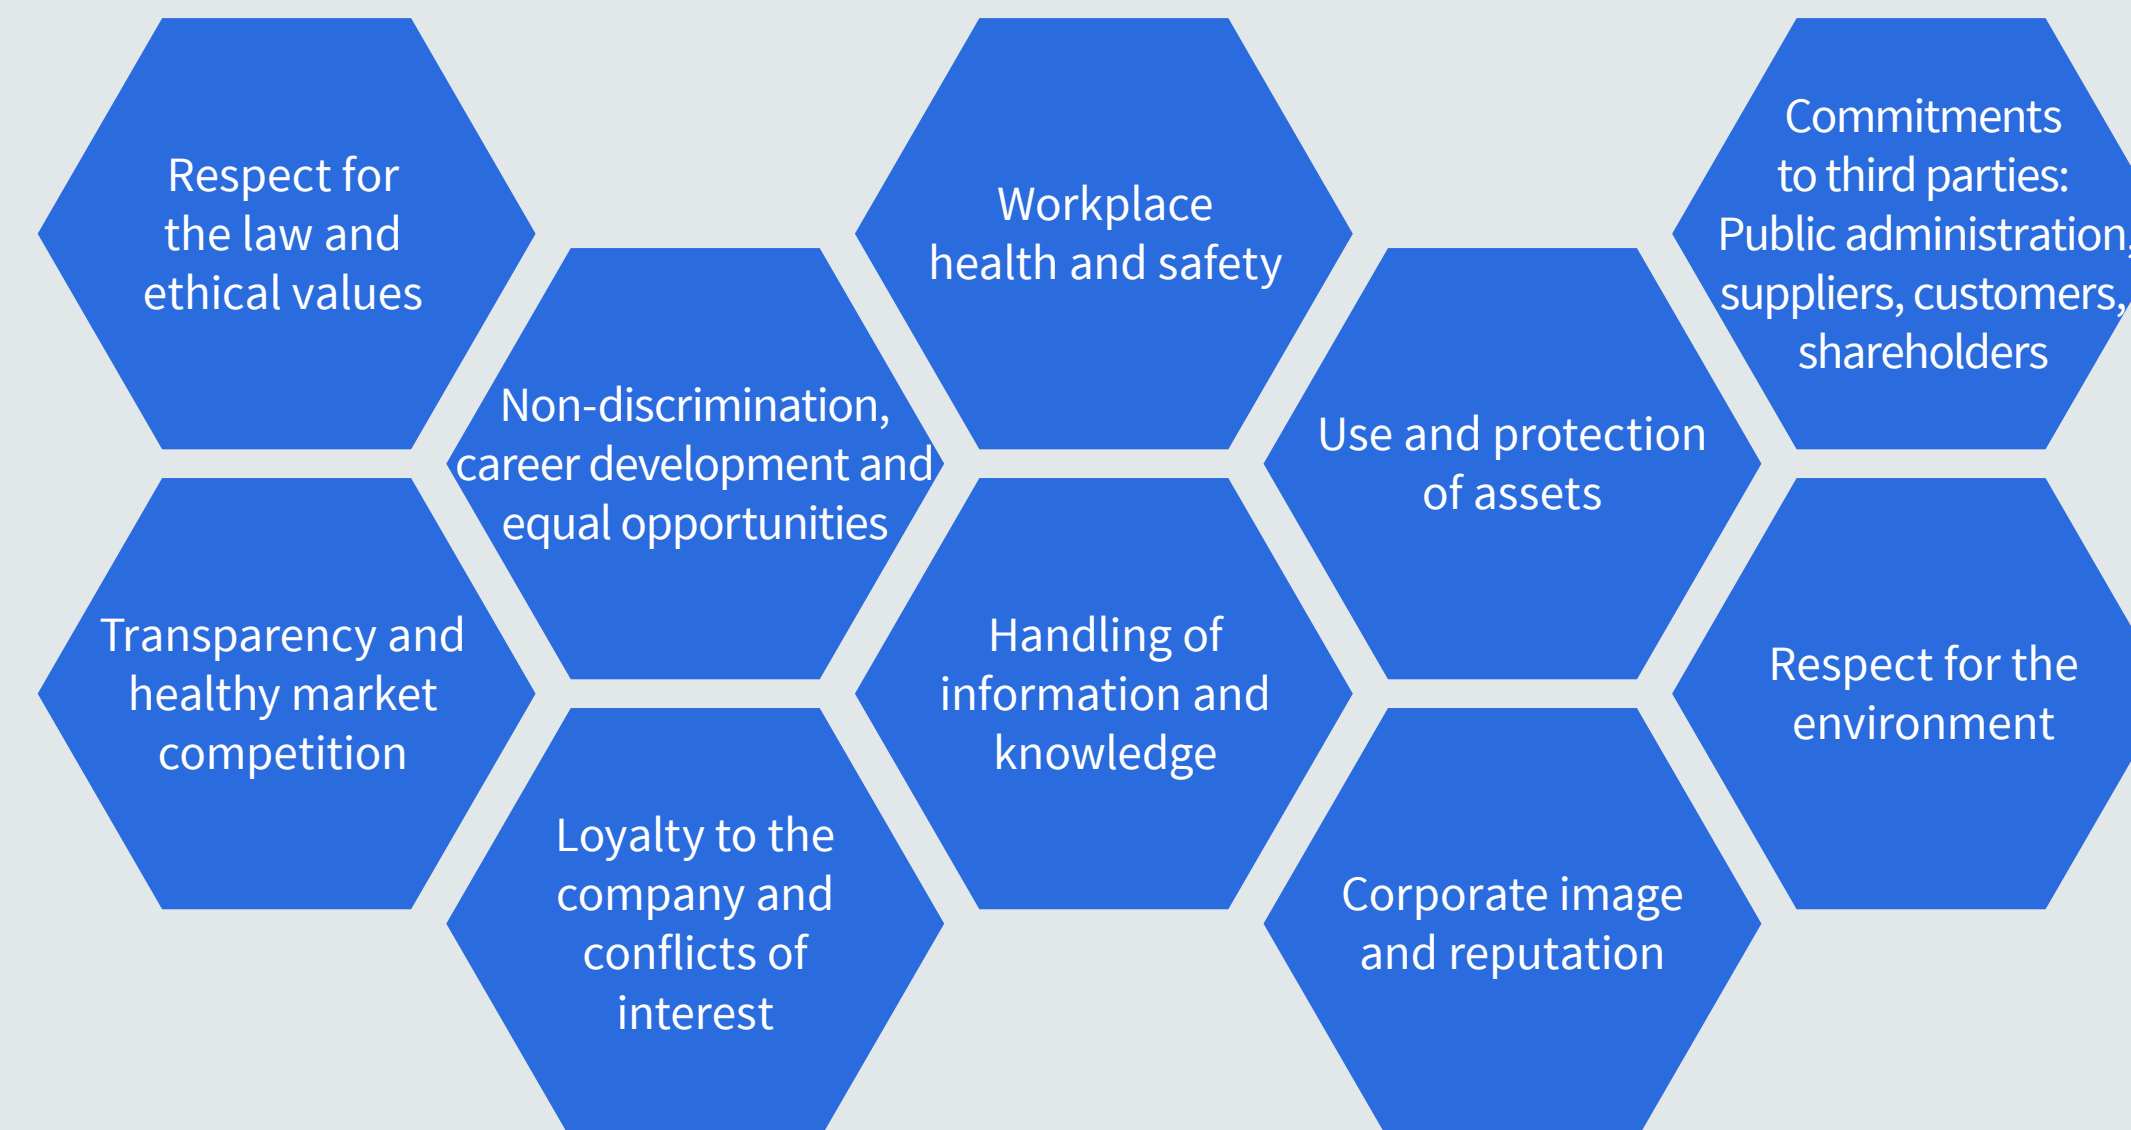 Respect for
the law and
ethical values
Workplace
health and safety
Commitments
to third parties:
Public administration,
suppliers, customers,
shareholders
Non-discrimination,
career development and
equal opportunities
Use and protection
of assets
Transparency and
healthy market
competition
Handling of
information and
knowledge
Respect for the
environment
Loyalty to the
company and
conflicts of
interest
Corporate image
and reputation